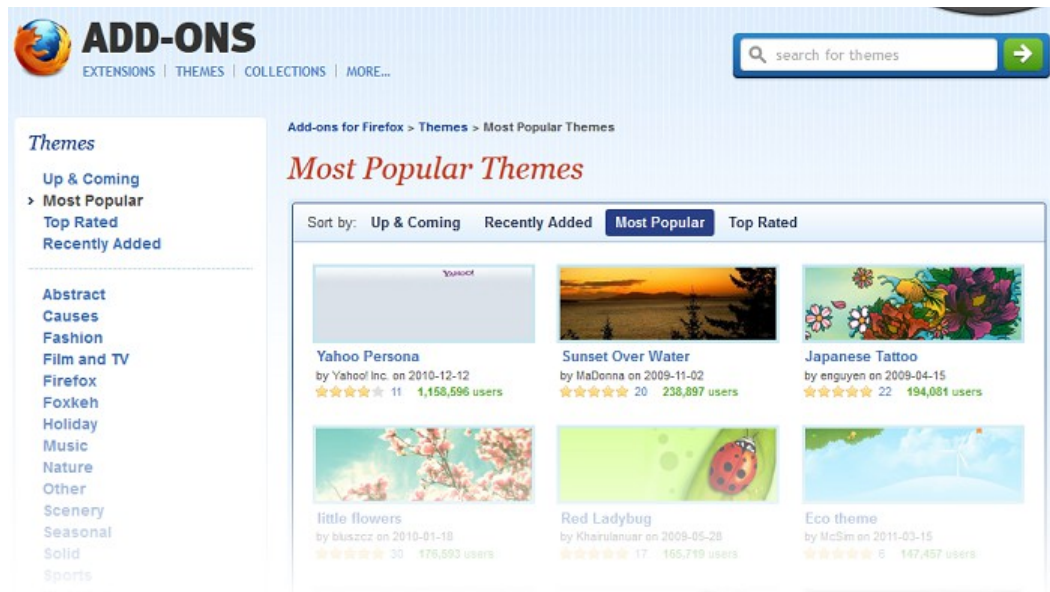 ADD-ONS
EXTENSIONS | THEMES | COLLECTIONS | MORE...
search for themes
Themes
Up & Coming
Most Popular
Top Rated
Recently Added
Abstract
Causes
Fashion
Film and TV
Firefox
Foxkeh
Holiday
Music
Nature
Other
Scenery
Seasonal
Solid
Sports
Add-ons for Firefox > Themes > Most Popular Themes
Most Popular Themes
Sort by: Up & Coming Recently Added Most Popular Top Rated
YAHOO!
Yahoo Persona
by Yahoo! Inc. on 2010-12-12
11 1,158,596 users
Sunset Over Water
by MaDonna on 2009-11-02
20 238,897 users
Japanese Tattoo
by enguyen on 2009-04-15
22 194,081 users
little flowers
by bluszcz on 2010-01-18
30 176,593 users
Red Ladybug
by Khairulanuar on 2009-05-28
17 165,719 users
Eco theme
by McSim on 2011-03-15
6 147,457 users